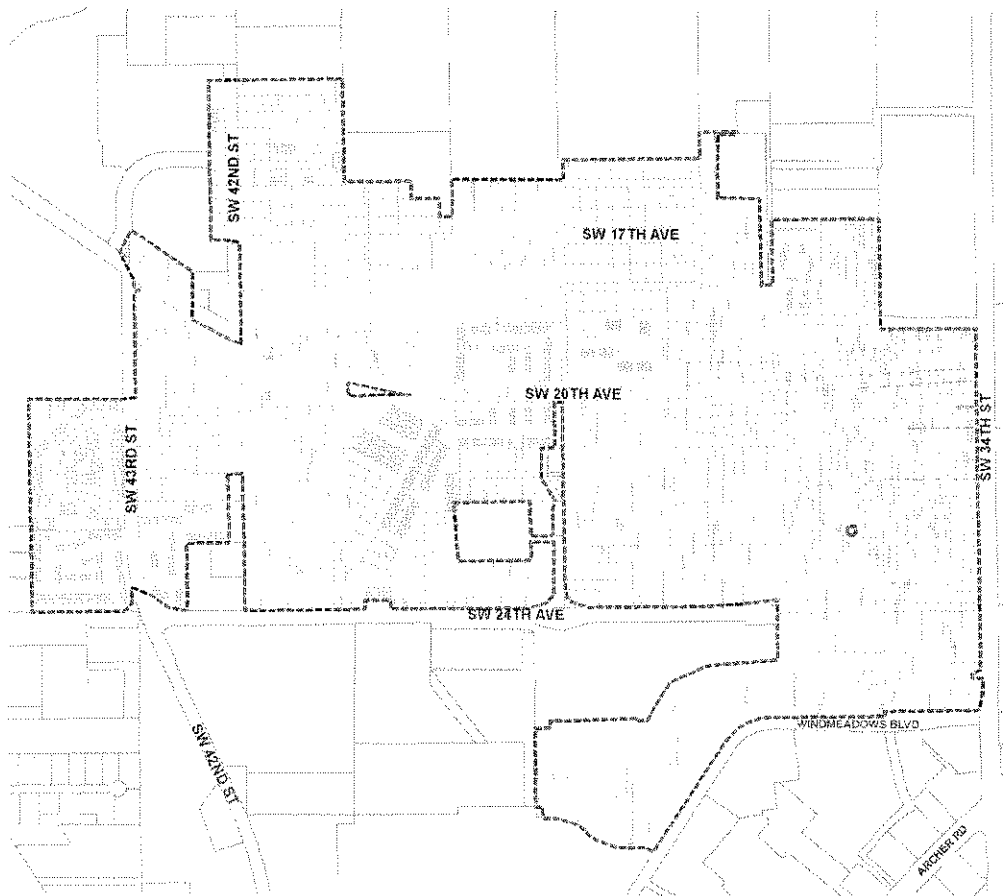 SW 42ND ST
SW 17TH AVE
SW 20TH AVE
SW 43RD ST
SW 34TH ST
SW 24TH AVE
WINDMEADOWS BLVD
SW 42ND ST
ARCHER RD